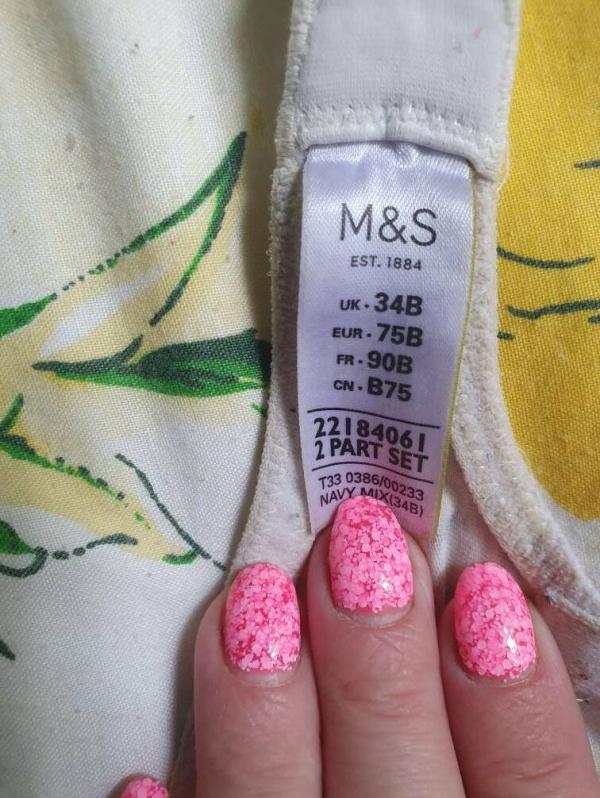 M&S
EST. 1884
UK • 34B
EUR • 75B
FR • 90B
CN • B75
22184061
2 PART SET
T33 0386/00233
NAVY MIX(34B)